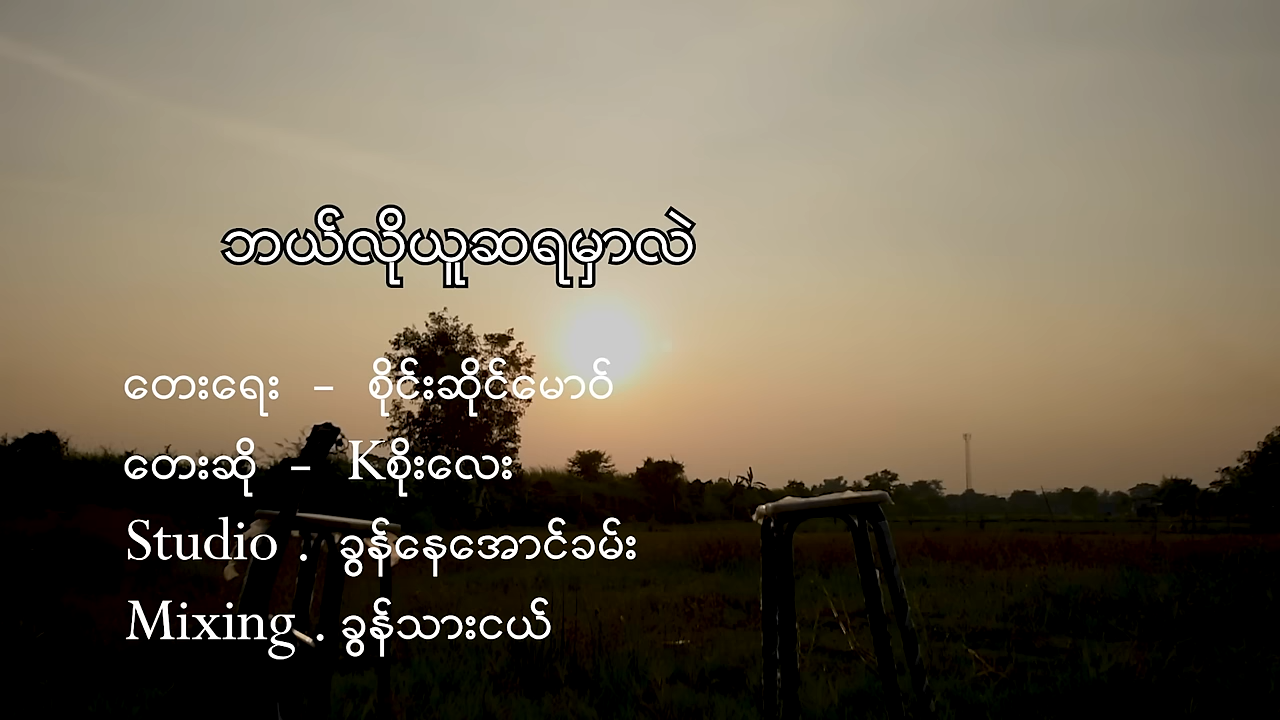 ဘယ်လိုယူဆရမှာလဲ
တေးရေး - စိုင်းဆိုင်မောဝ်
တေးဆို - Kစိုးလေး
Studio . ခွန်နေအောင်ခမ်း
Mixing . ခွန်သားငယ်